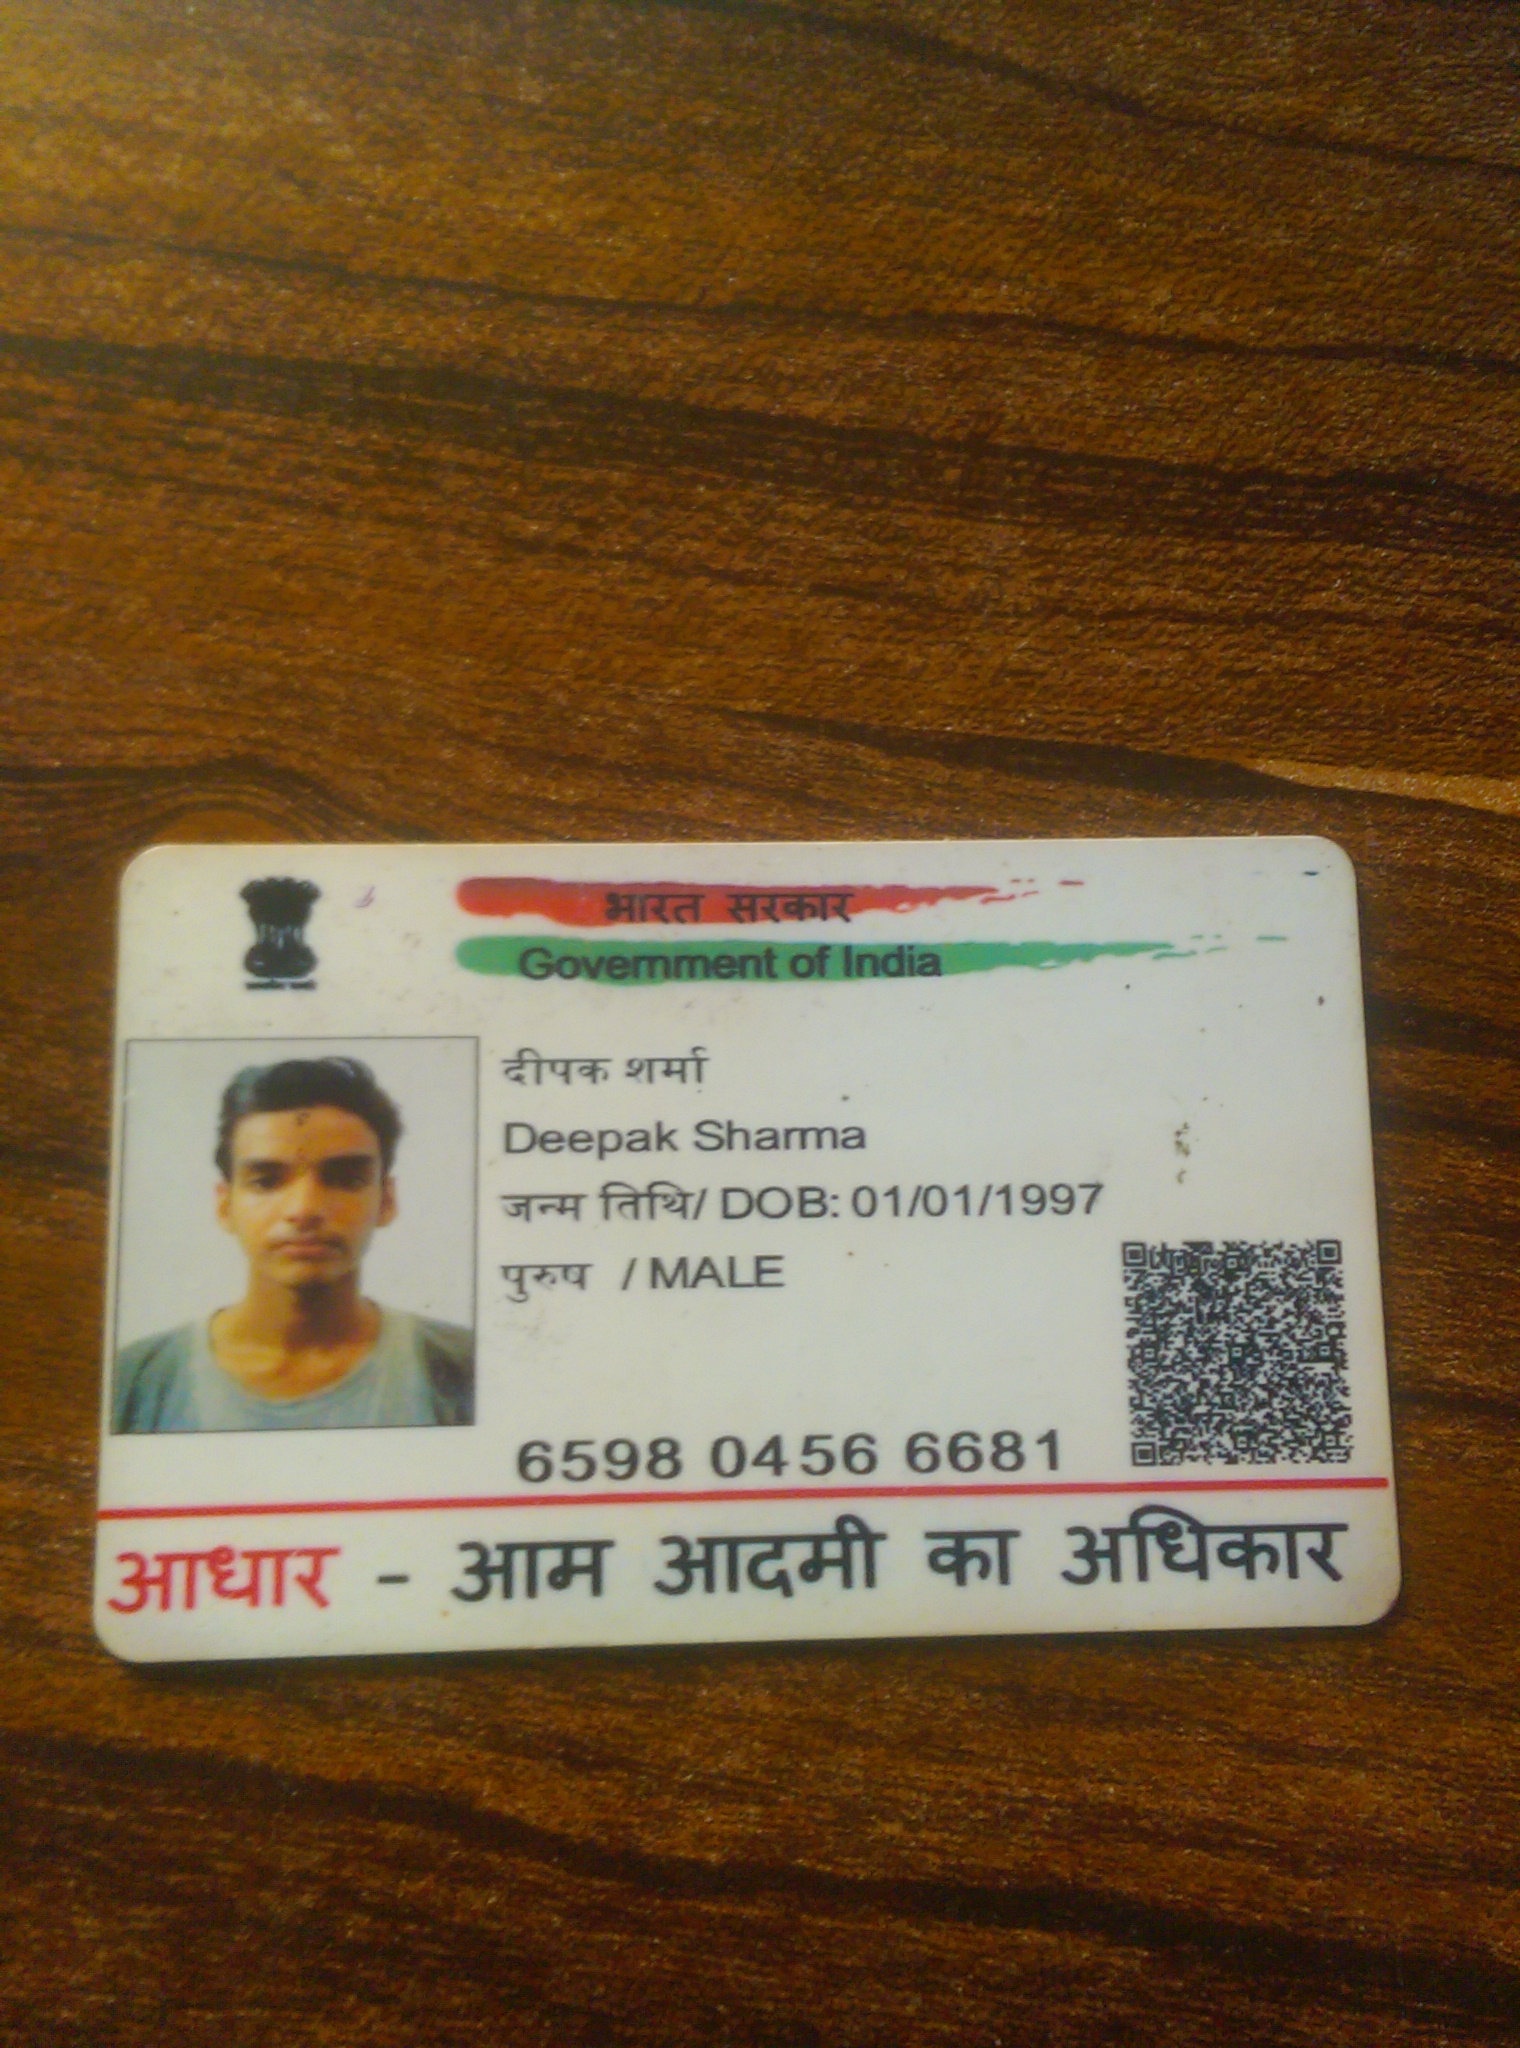 भारत सरकार
Government of India
दीपक शर्मा
Deepak Sharma
जन्म तिथि/ DOB: 01/01/1997
पुरुष / MALE
6598 0456 6681
आधार - आम आदमी का अधिकार